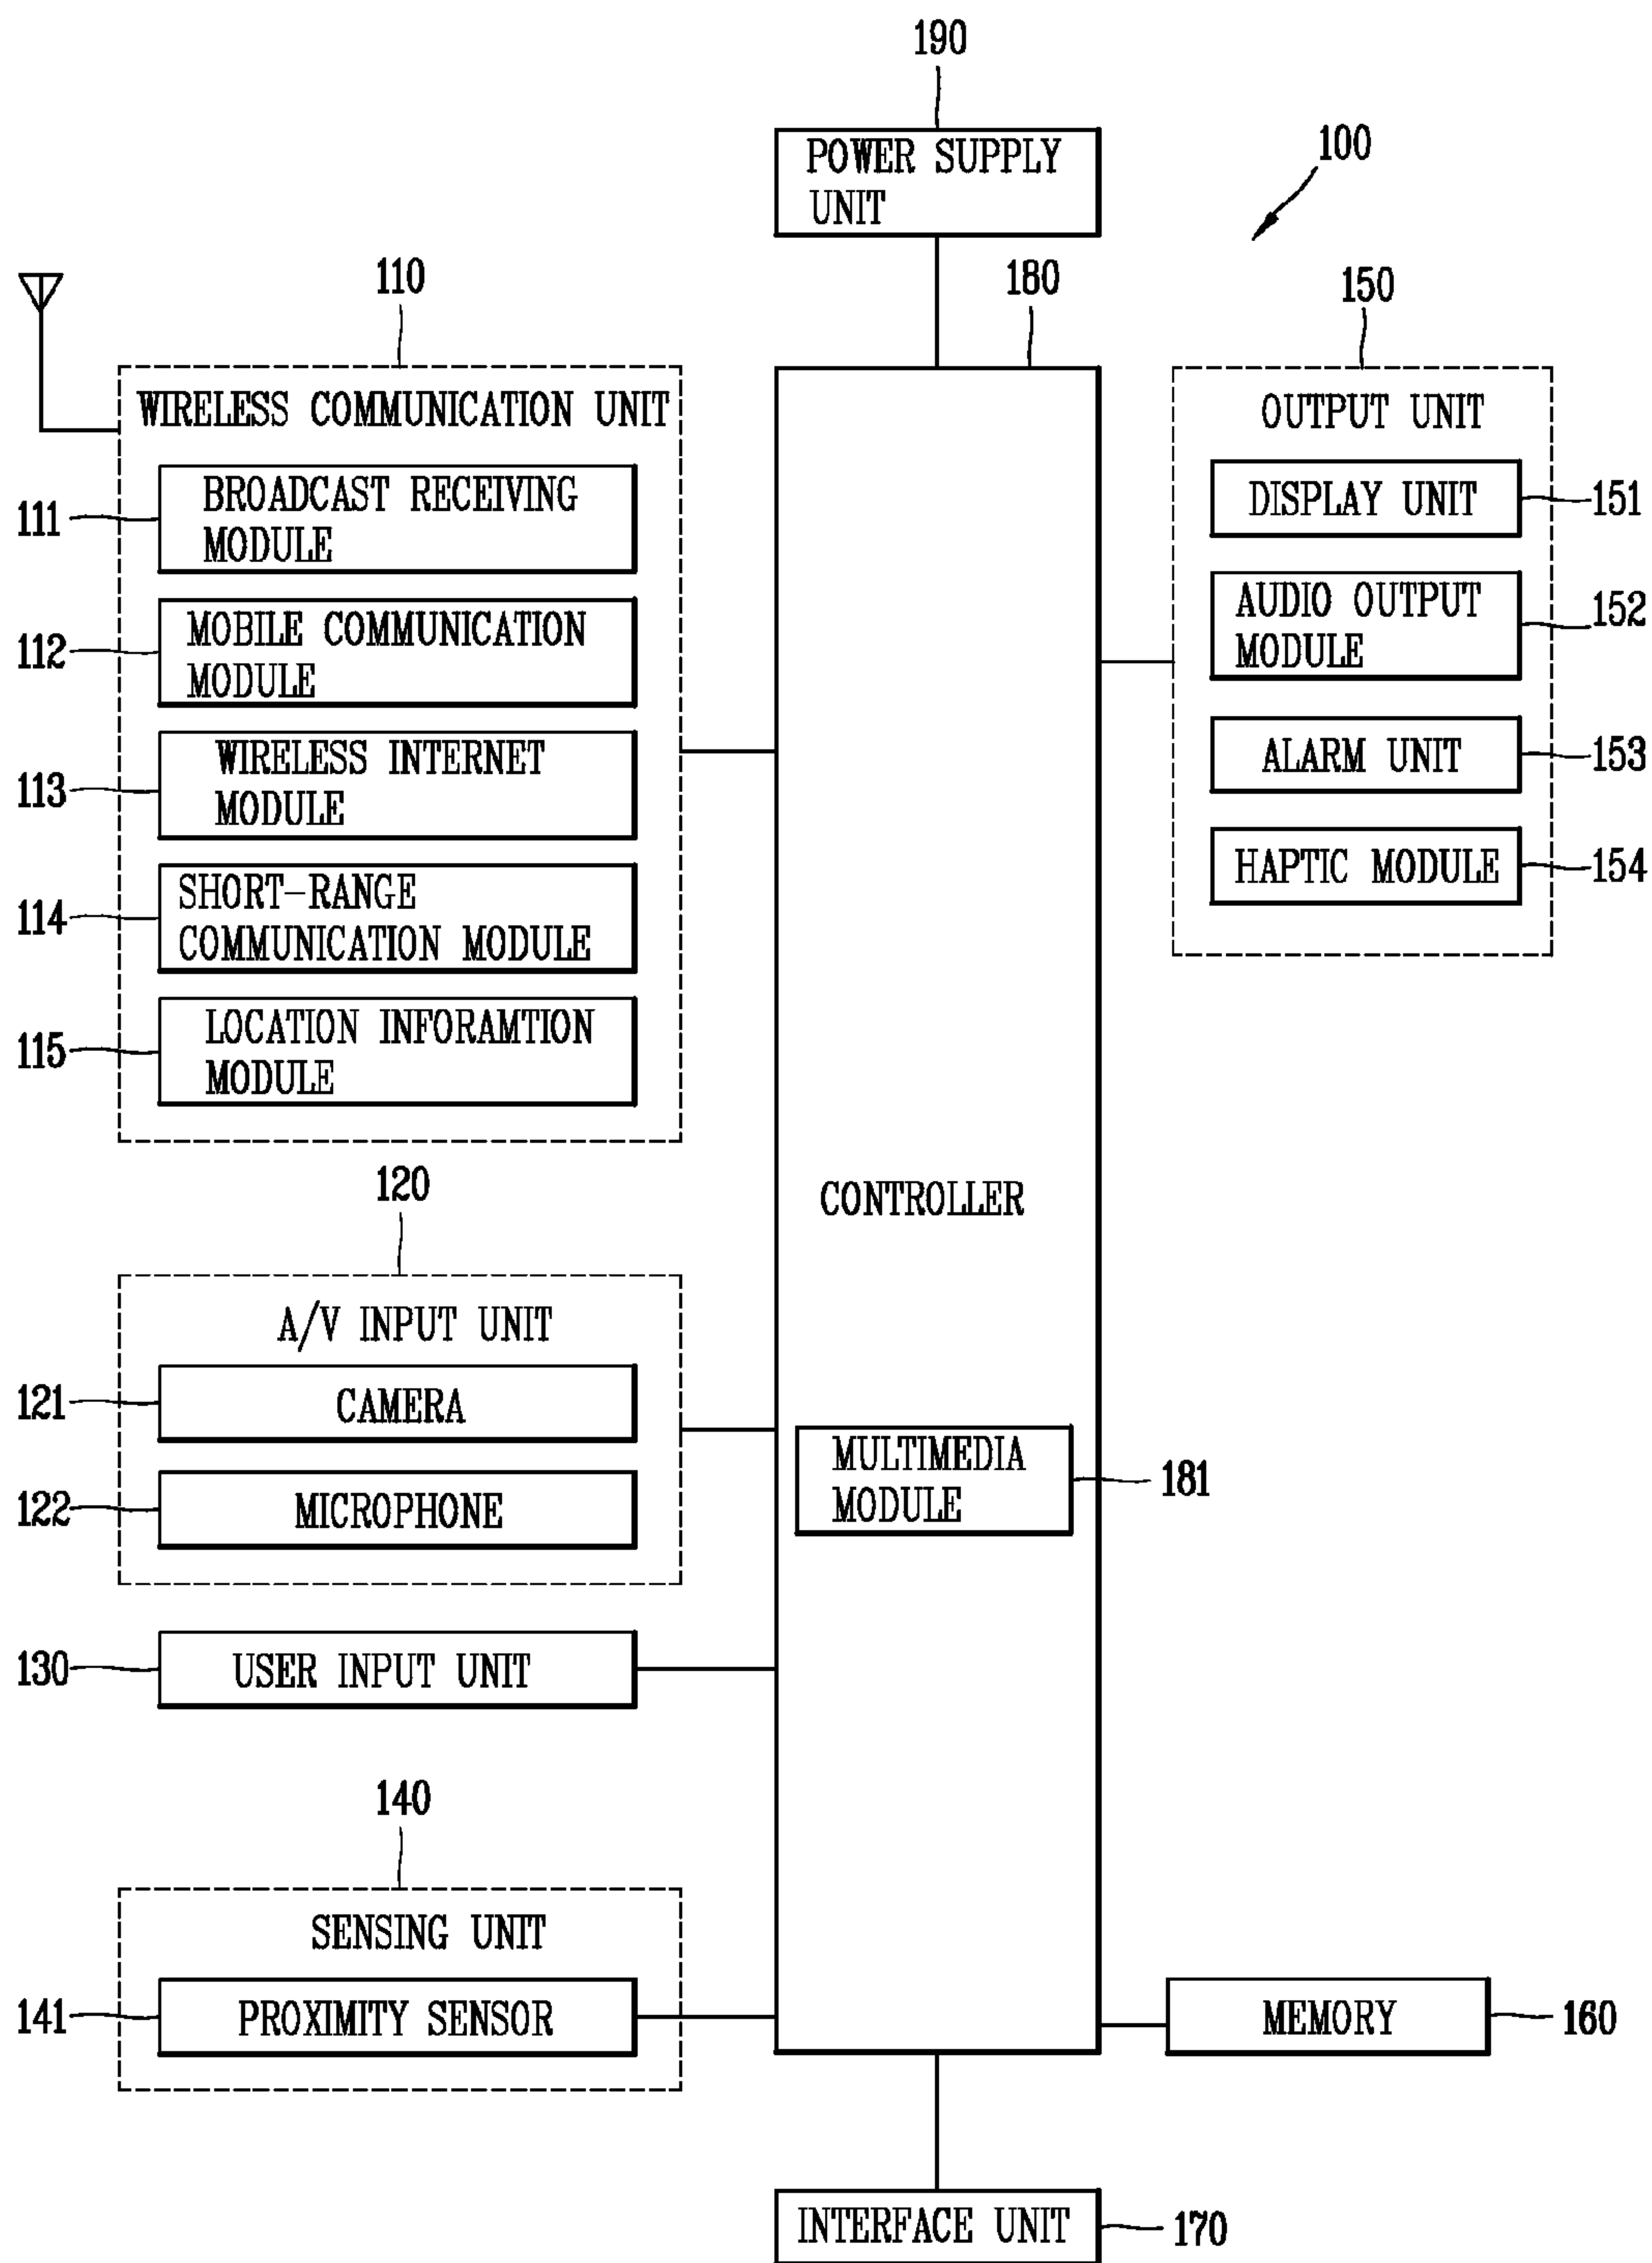 190
POWER SUPPLY
UNIT
100
110
180
150
WIRELESS COMMUNICATION UNIT
111
BROADCAST RECEIVING
MODULE
112
MOBILE COMMUNICATION
MODULE
113
WIRELESS INTERNET
MODULE
114
SHORT-RANGE
COMMUNICATION MODULE
115
LOCATION INFORAMTION
MODULE
OUTPUT UNIT
DISPLAY UNIT
151
AUDIO OUTPUT
MODULE
152
ALARM UNIT
153
HAPTIC MODULE
154
CONTROLLER
120
A/V INPUT UNIT
121
CAMERA
122
MICROPHONE
MULTIMEDIA
MODULE
181
130
USER INPUT UNIT
140
SENSING UNIT
141
PROXIMITY SENSOR
MEMORY
160
INTERFACE UNIT
170